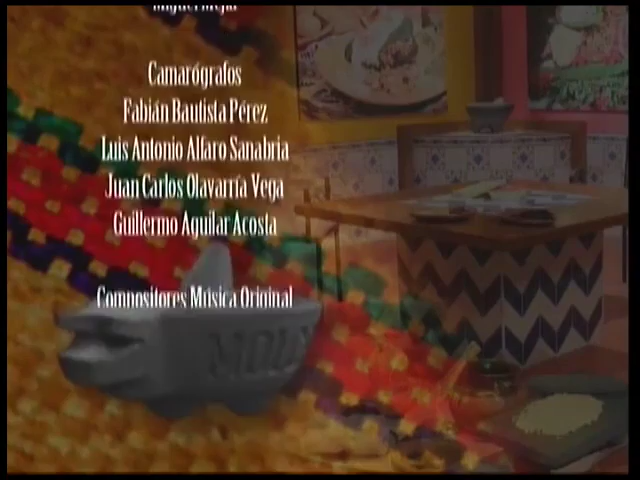 Camarógrafos
Fabián Bautista Pérez
Luis Antonio Alfaro Sanabria
Juan Carlos Olavarría Vega
Guillermo Aguilar Acosta
Compositores Música Original